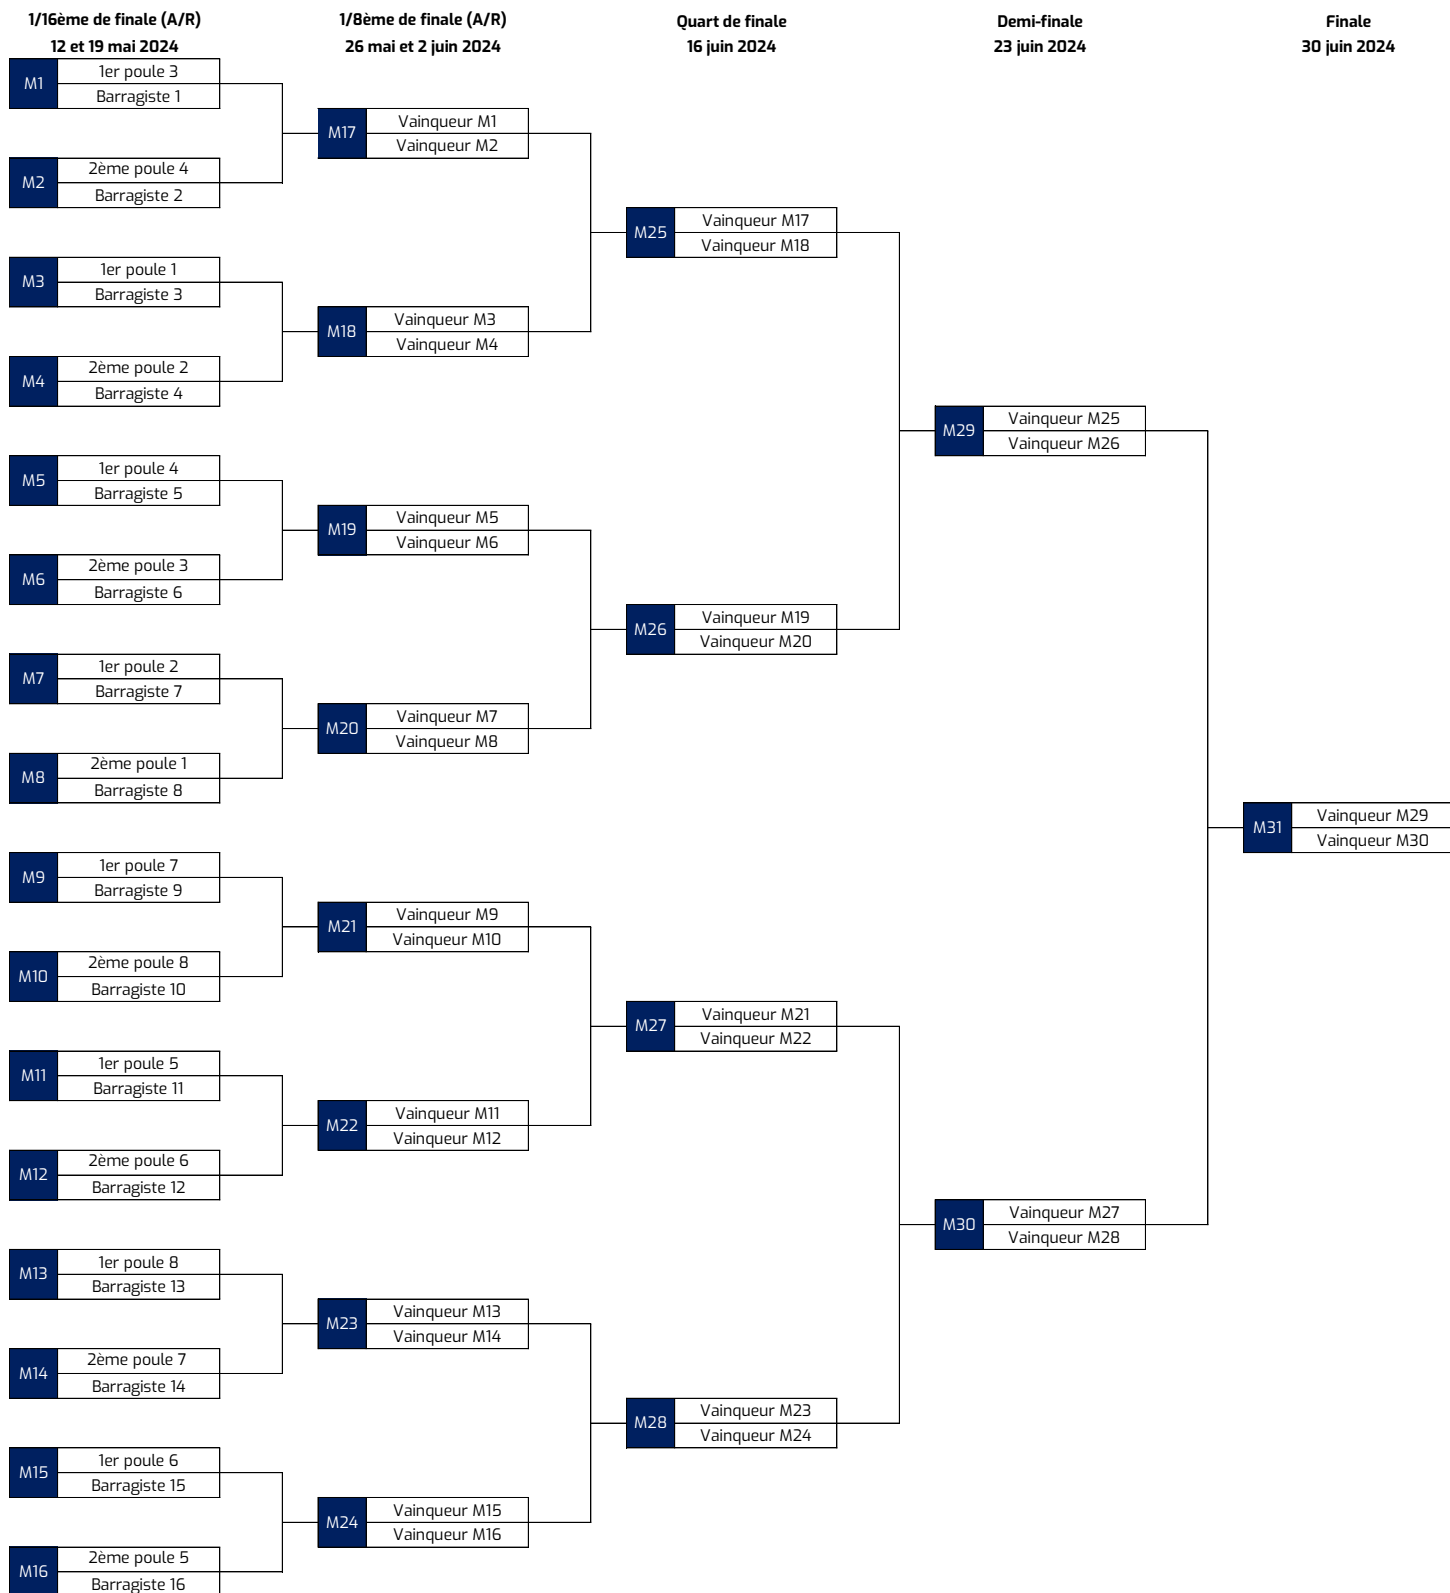 1/16ème de finale (A/R)
12 et 19 mai 2024
1/8ème de finale (A/R)
26 mai et 2 juin 2024
Quart de finale
16 juin 2024
Demi-finale
23 juin 2024
Finale
30 juin 2024
M1
1er poule 3
Barragiste 1
M2
2ème poule 4
Barragiste 2
M3
1er poule 1
Barragiste 3
M4
2ème poule 2
Barragiste 4
M5
1er poule 4
Barragiste 5
M6
2ème poule 3
Barragiste 6
M7
1er poule 2
Barragiste 7
M8
2ème poule 1
Barragiste 8
M9
1er poule 7
Barragiste 9
M10
2ème poule 8
Barragiste 10
M11
1er poule 5
Barragiste 11
M12
2ème poule 6
Barragiste 12
M13
1er poule 8
Barragiste 13
M14
2ème poule 7
Barragiste 14
M15
1er poule 6
Barragiste 15
M16
2ème poule 5
Barragiste 16
M17
Vainqueur M1
Vainqueur M2
M18
Vainqueur M3
Vainqueur M4
M19
Vainqueur M5
Vainqueur M6
M20
Vainqueur M7
Vainqueur M8
M21
Vainqueur M9
Vainqueur M10
M22
Vainqueur M11
Vainqueur M12
M23
Vainqueur M13
Vainqueur M14
M24
Vainqueur M15
Vainqueur M16
M25
Vainqueur M17
Vainqueur M18
M26
Vainqueur M19
Vainqueur M20
M27
Vainqueur M21
Vainqueur M22
M28
Vainqueur M23
Vainqueur M24
M29
Vainqueur M25
Vainqueur M26
M30
Vainqueur M27
Vainqueur M28
M31
Vainqueur M29
Vainqueur M30